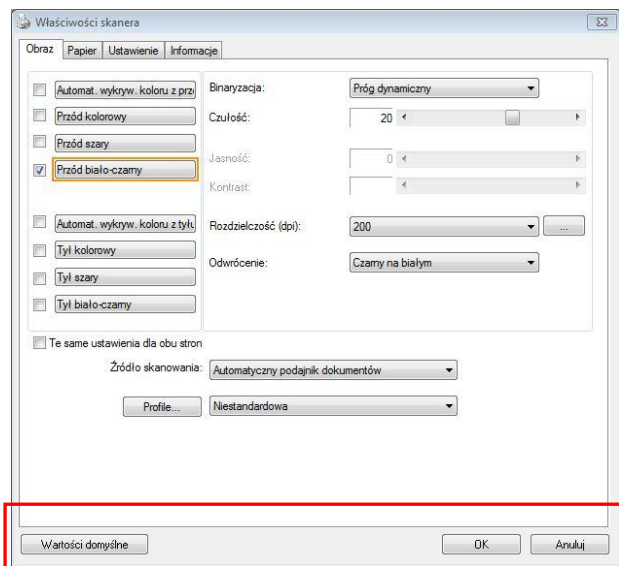 Właściwości skanera
Obraz Papier Ustawienie Informacje
Automat. wykryw. koloru z prz
Przód kolorowy
Przód szary
Przód biało-czarny
Automat. wykryw. koloru z tyłu
Tył kolorowy
Tył szary
Tył biało-czarny
Binaryzacja: Próg dynamiczny
Czułość: 20
Jasność: 0
Kontrast:
Rozdzielczość (dpi): 200 ...
Odwrócenie: Czarny na białym
Te same ustawienia dla obu stron
Źródło skanowania: Automatyczny podajnik dokumentów
Profile... Niestandardowa
Wartości domyślne OK Anuluj